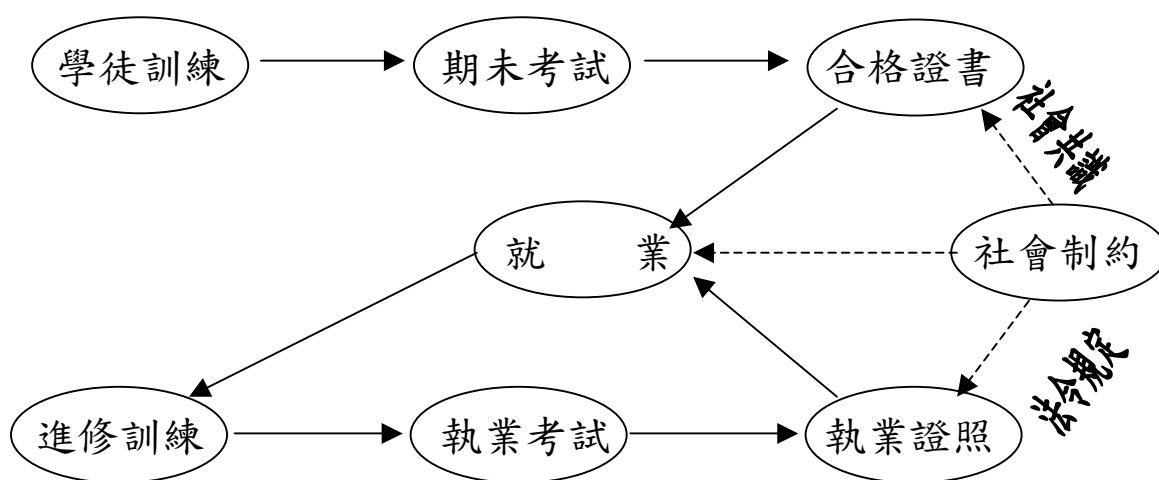 學徒訓練
期未考試
合格證書
社會共識
就 業
社會制約
法令規定
進修訓練
執業考試
執業證照